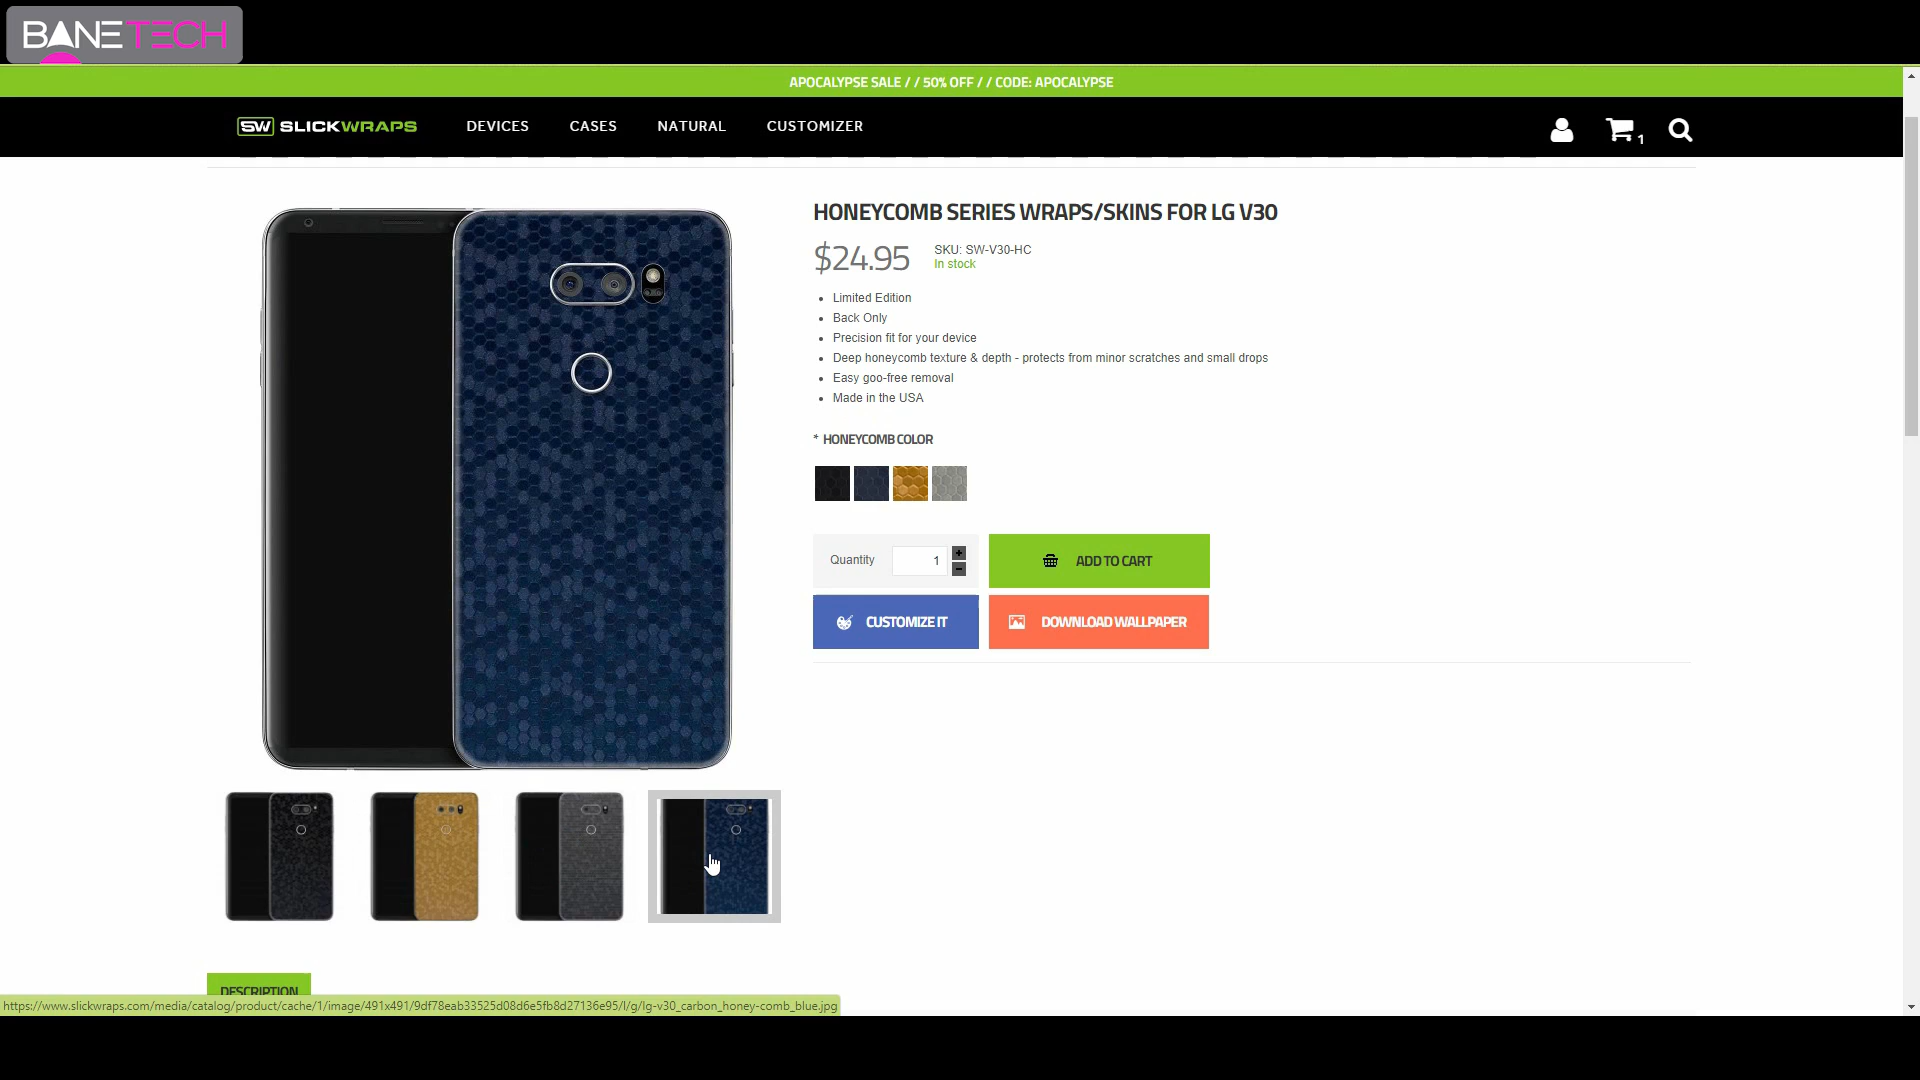 BANETECH
APOCALYPSE SALE / / 50% OFF / / CODE: APOCALYPSE
SW SLICKWRAPS
DEVICES
CASES
NATURAL
CUSTOMIZER
1
HONEYCOMB SERIES WRAPS/SKINS FOR LG V30
$24.95
SKU: SW-V30-HC
In stock
Limited Edition
Back Only
Precision fit for your device
Deep honeycomb texture & depth - protects from minor scratches and small drops
Easy goo-free removal
Made in the USA
* HONEYCOMB COLOR
Quantity
1
+
-
ADD TO CART
CUSTOMIZE IT
DOWNLOAD WALLPAPER
DESCRIPTION
https://www.slickwraps.com/media/catalog/product/cache/1/image/491x491/9df78eab33525d08d6e5fb8d27136e95/l/g/lg-v30_carbon_honey-comb_blue.jpg